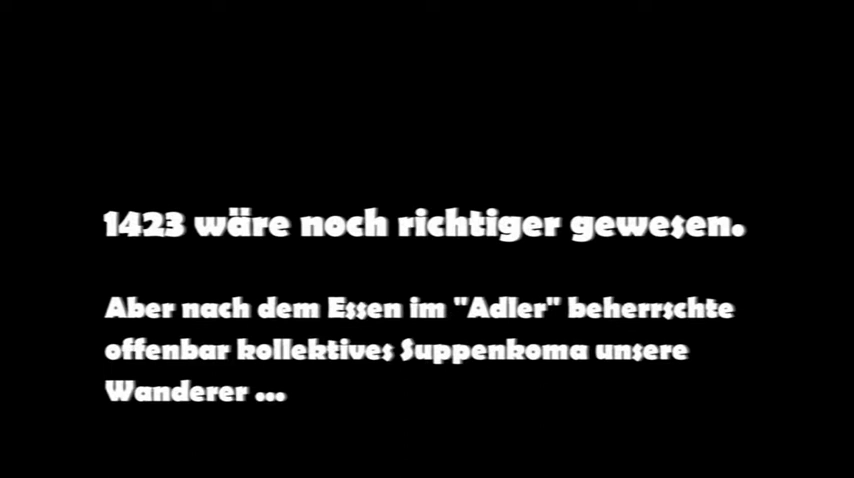 1423 wäre noch richtiger gewesen.
Aber nach dem Essen im "Adler" beherrschte
offenbar kollektives Suppenkoma unsere
Wanderer ...